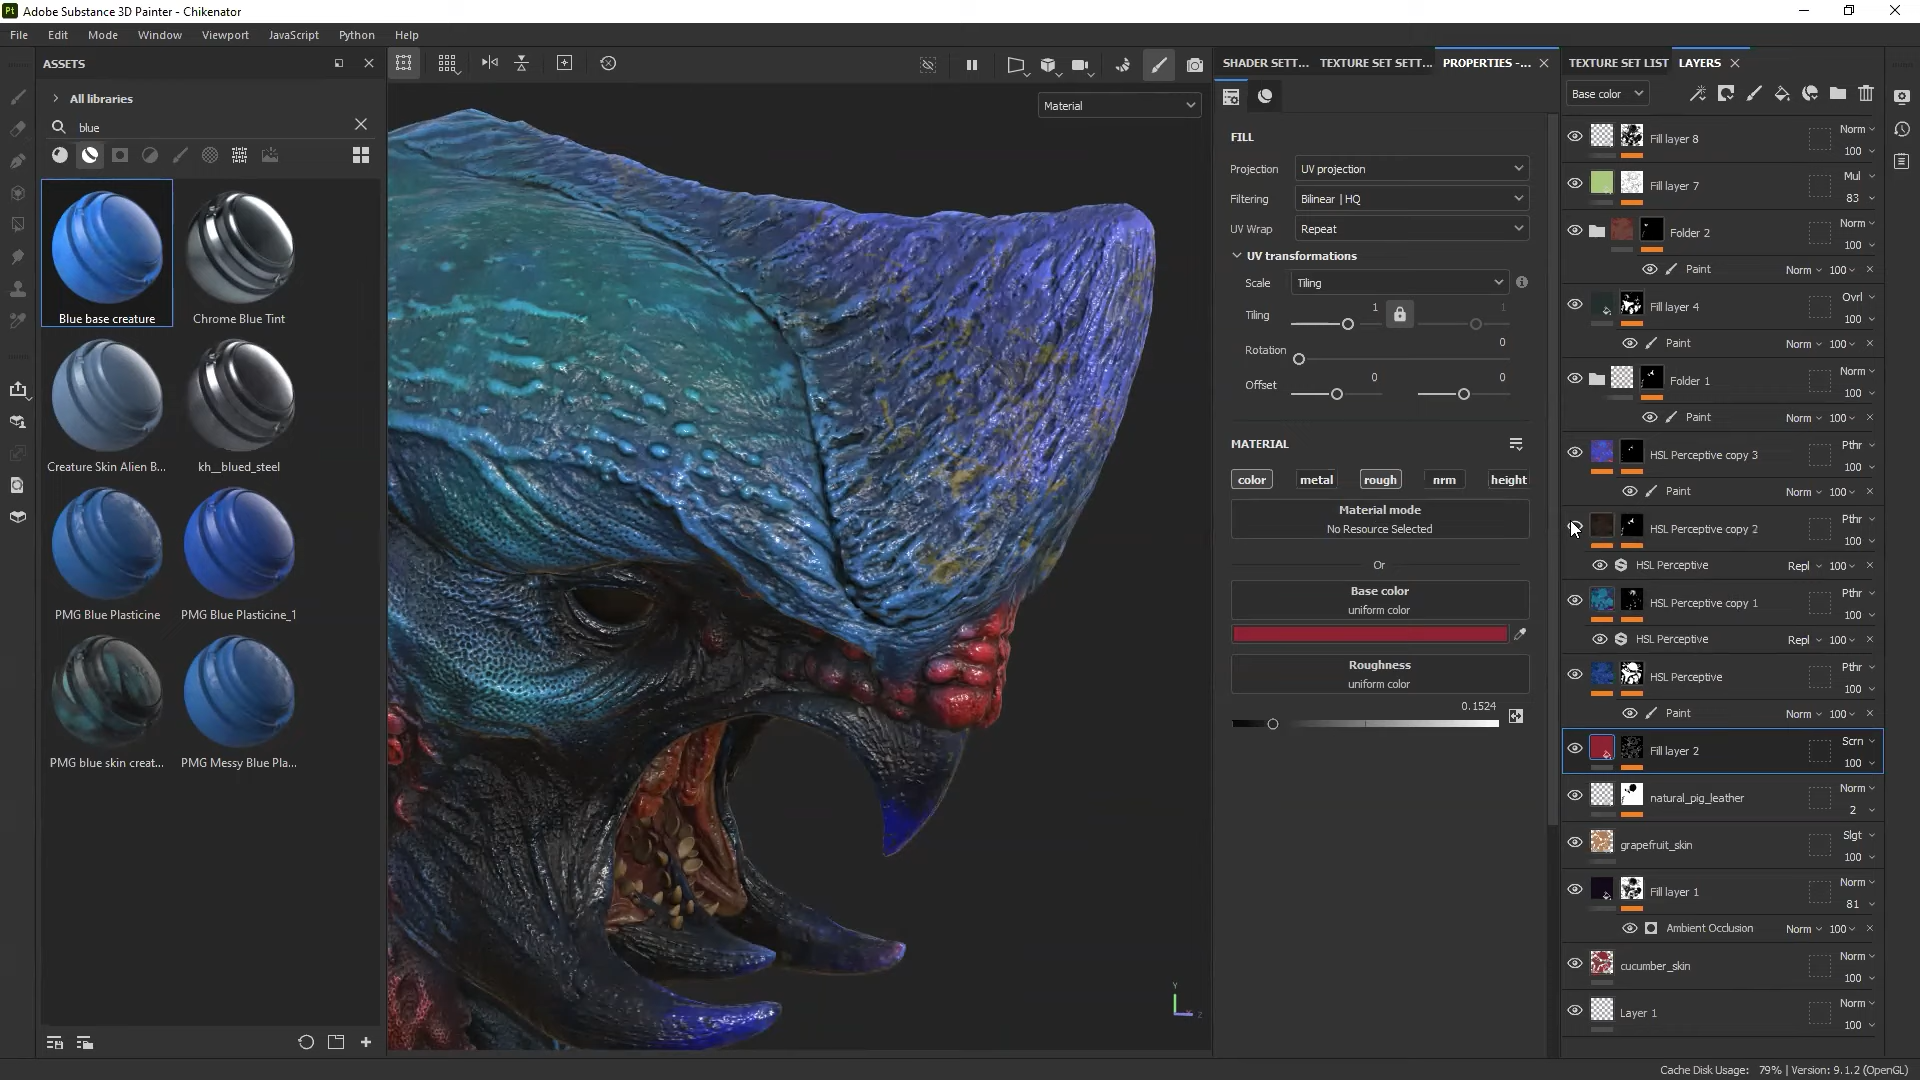 Pt
Adobe Substance 3D Painter - Chikenator
File Edit Mode Window Viewport JavaScript Python Help
ASSETS
All libraries
blue
Blue base creature
Chrome Blue Tint
Creature Skin Alien B...
kh__blued_steel
PMG Blue Plasticine
PMG Blue Plasticine_1
PMG blue skin creat...
PMG Messy Blue Pla...
Material
Y
Z
SHADER SETT... TEXTURE SET SETT... PROPERTIES -...
FILL
Projection UV projection
Filtering Bilinear | HQ
UV Wrap Repeat
UV transformations
Scale Tiling
Tiling 1 1
Rotation 0
Offset 0 0
MATERIAL
color metal rough nrm height
Material mode
No Resource Selected
Or
Base color
uniform color
Roughness
uniform color
0.1524
TEXTURE SET LIST LAYERS
Base color
Fill layer 8 Norm 100
Fill layer 7 Mul 83
Folder 2 Norm 100
Paint Norm 100
Fill layer 4 Ovrl 100
Paint Norm 100
Folder 1 Norm 100
Paint Norm 100
HSL Perceptive copy 3 Pthr 100
Paint Norm 100
HSL Perceptive copy 2 Pthr 100
HSL Perceptive Repl 100
HSL Perceptive copy 1 Pthr 100
HSL Perceptive Repl 100
HSL Perceptive Pthr 100
Paint Norm 100
Fill layer 2 Scrn 100
natural_pig_leather Norm 2
grapefruit_skin Slgt 100
Fill layer 1 Norm 81
Ambient Occlusion Norm 100
cucumber_skin Norm 100
Layer 1 Norm 100
Cache Disk Usage: 79% | Version: 9.1.2 (OpenGL)